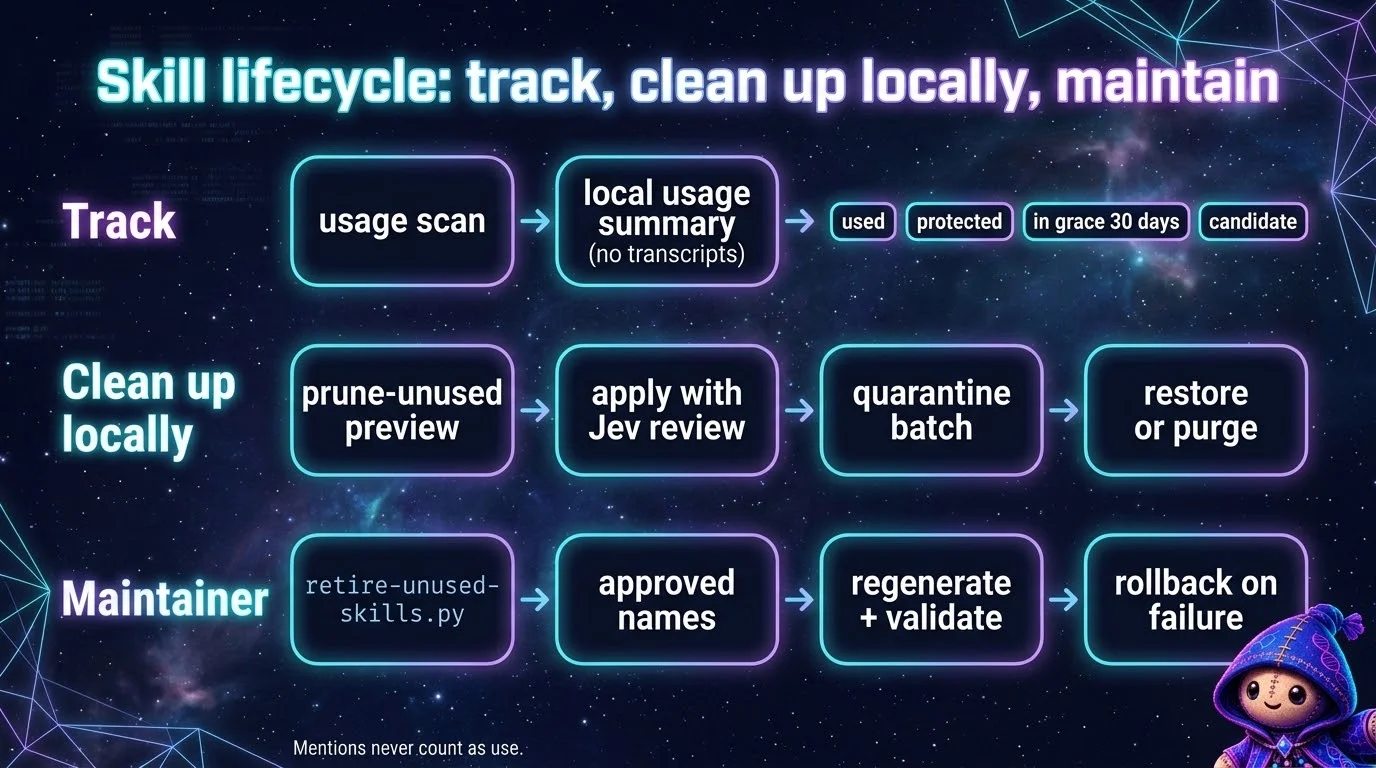 Skill lifecycle: track, clean up locally, maintain
Track
usage scan
local usage
summary
(no transcripts)
used
protected
in grace 30 days
candidate
Clean up
locally
prune-unused
preview
apply with
Jev review
quarantine
batch
restore
or purge
Maintainer
retire-unused-
skills.py
approved
names
regenerate
+ validate
rollback on
failure
Mentions never count as use.